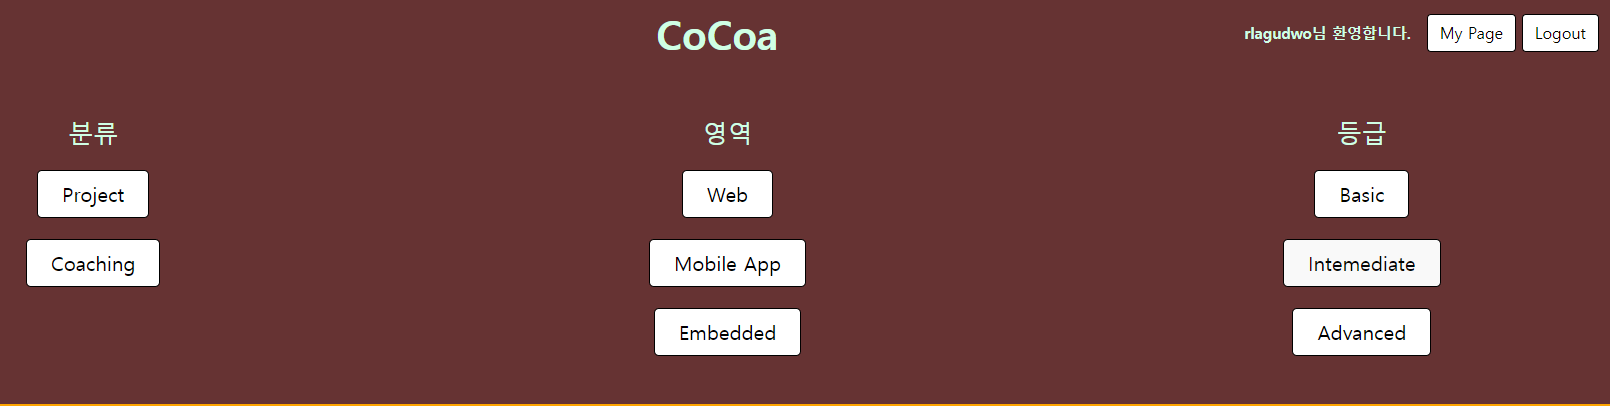 CoCoa
rlagudwo님 환영합니다. My Page Logout
분류 영역 등급
Project Web Basic
Coaching Mobile App Intemediate
Embedded Advanced